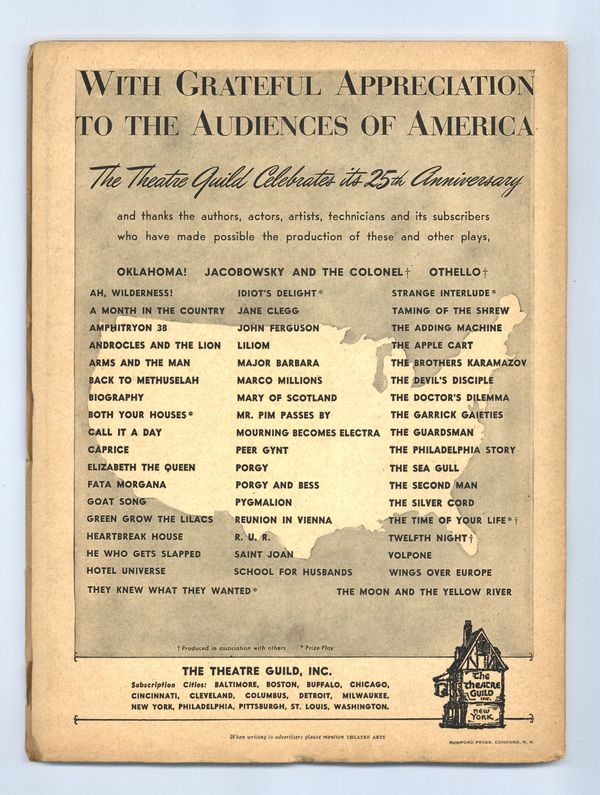 WITH GRATEFUL APPRECIATION
TO THE AUDIENCES OF AMERICA
The Theatre Guild Celebrates its 25th Anniversary
and thanks the authors, actors, artists, technicians and its subscribers
who have made possible the production of these and other plays,
OKLAHOMA! JACOBOWSKY AND THE COLONEL† OTHELLO†
AH, WILDERNESS! IDIOT'S DELIGHT* STRANGE INTERLUDE*
A MONTH IN THE COUNTRY JANE CLEGG TAMING OF THE SHREW
AMPHITRYON 38 JOHN FERGUSON THE ADDING MACHINE
ANDROCLES AND THE LION LILIOM THE APPLE CART
ARMS AND THE MAN MAJOR BARBARA THE BROTHERS KARAMAZOV
BACK TO METHUSELAH MARCO MILLIONS THE DEVIL'S DISCIPLE
BIOGRAPHY MARY OF SCOTLAND THE DOCTOR'S DILEMMA
BOTH YOUR HOUSES* MR. PIM PASSES BY THE GARRICK GAIETIES
CALL IT A DAY MOURNING BECOMES ELECTRA THE GUARDSMAN
CAPRICE PEER GYNT THE PHILADELPHIA STORY
ELIZABETH THE QUEEN PORGY THE SEA GULL
FATA MORGANA PORGY AND BESS THE SECOND MAN
GOAT SONG PYGMALION THE SILVER CORD
GREEN GROW THE LILACS REUNION IN VIENNA THE TIME OF YOUR LIFE*†
HEARTBREAK HOUSE R. U. R. TWELFTH NIGHT†
HE WHO GETS SLAPPED SAINT JOAN VOLPONE
HOTEL UNIVERSE SCHOOL FOR HUSBANDS WINGS OVER EUROPE
THEY KNEW WHAT THEY WANTED* THE MOON AND THE YELLOW RIVER
† Produced in association with others * Prize Play
THE THEATRE GUILD, INC.
Subscription Cities: BALTIMORE, BOSTON, BUFFALO, CHICAGO,
CINCINNATI, CLEVELAND, COLUMBUS, DETROIT, MILWAUKEE,
NEW YORK, PHILADELPHIA, PITTSBURGH, ST. LOUIS, WASHINGTON.
The
THEATRE
GUILD
INC.
NEW
YORK
When writing to advertisers please mention THEATRE ARTS
RUMFORD PRESS, CONCORD, N. H.